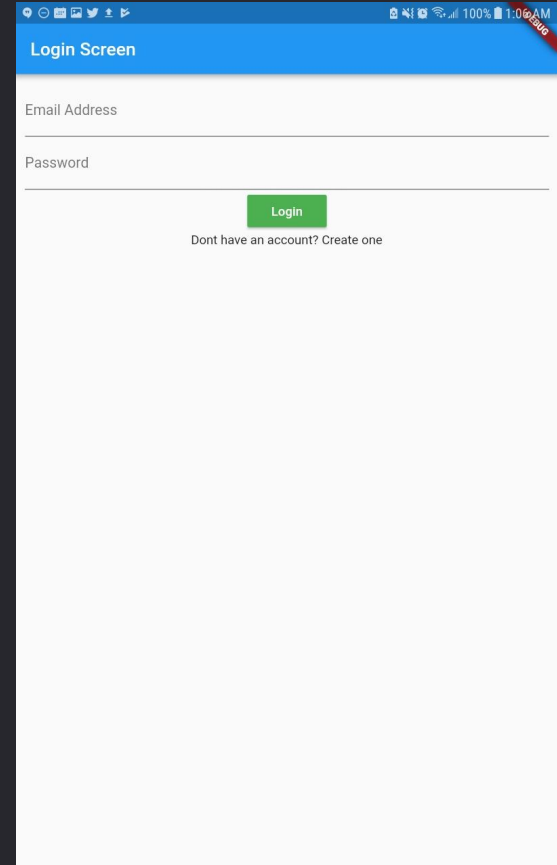 100% 1:06 AM
DEBUG
Login Screen
Email Address
Password
Login
Dont have an account? Create one